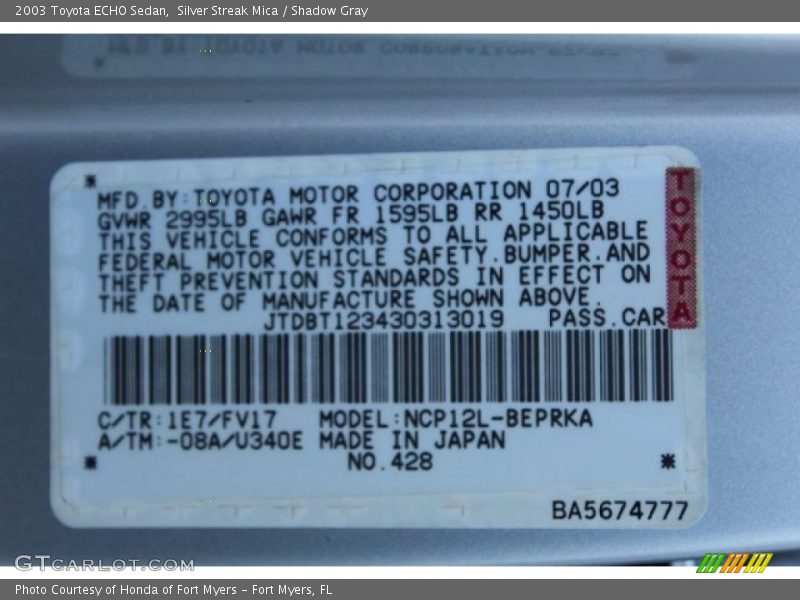 2003 Toyota ECHO Sedan, Silver Streak Mica / Shadow Gray
MFD.BY:TOYOTA MOTOR CORPORATION 07/03
GVWR 2995LB GAWR FR 1595LB RR 1450LB
THIS VEHICLE CONFORMS TO ALL APPLICABLE
FEDERAL MOTOR VEHICLE SAFETY.BUMPER.AND
THEFT PREVENTION STANDARDS IN EFFECT ON
THE DATE OF MANUFACTURE SHOWN ABOVE.
JTDBT123430313019 PASS.CAR
TOYOTA
C/TR:1E7/FV17 MODEL:NCP12L-BEPRKA
A/TM:-08A/U340E MADE IN JAPAN
NO.428
BA5674777
GTCARLOT.COM
Photo Courtesy of Honda of Fort Myers - Fort Myers, FL